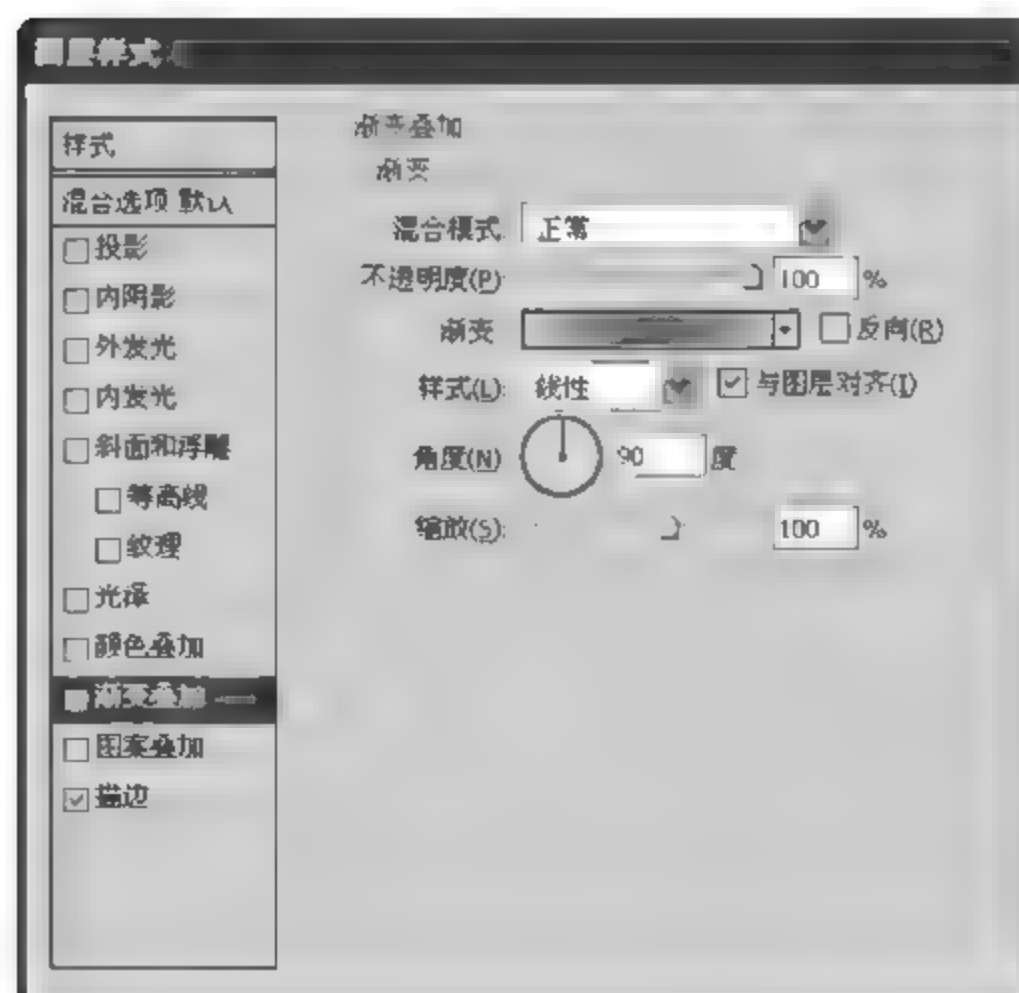 图层样式
样式
混合选项 默认
投影
内阴影
外发光
内发光
斜面和浮雕
等高线
纹理
光泽
颜色叠加
渐变叠加
图案叠加
描边
渐变叠加
渐变
混合模式 正常
不透明度(P): 100 %
渐变 反向(R)
样式(L): 线性 与图层对齐(I)
角度(N) 90 度
缩放(S): 100 %